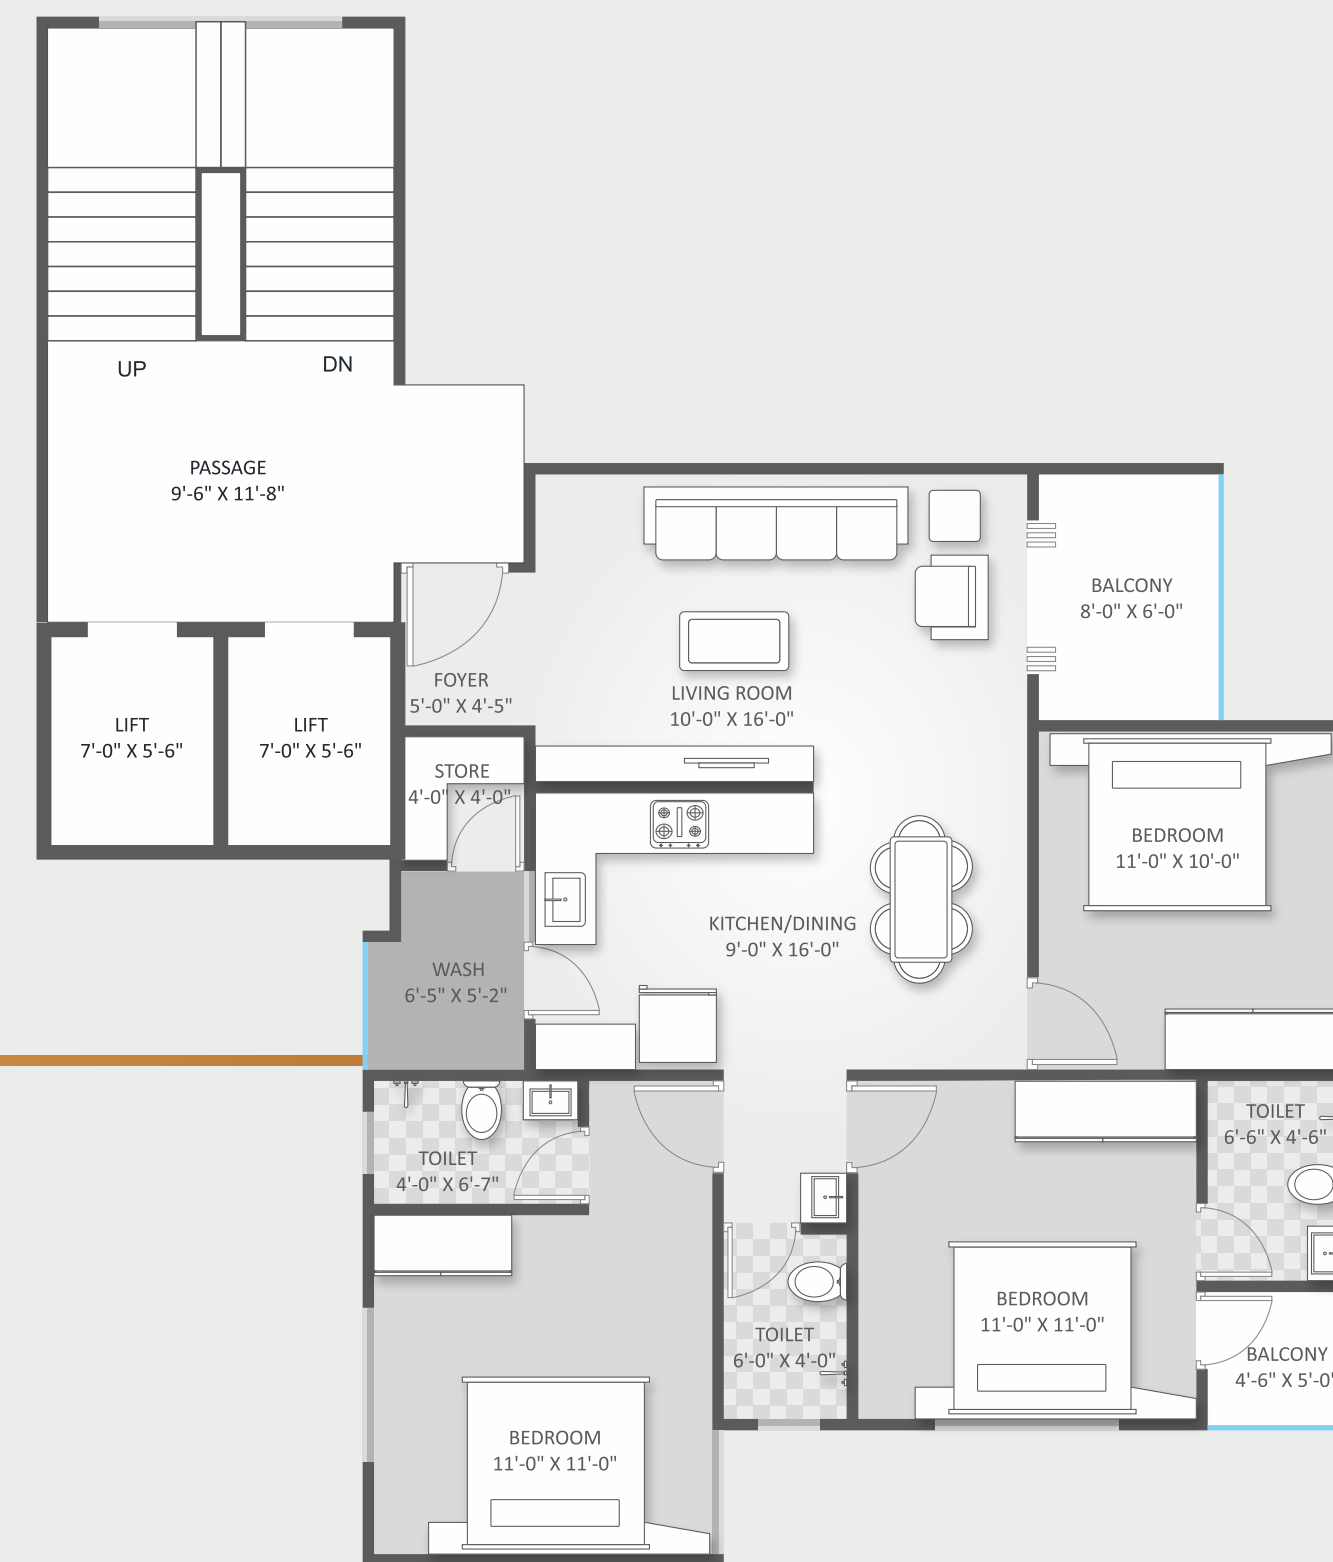 UP
DN
PASSAGE
9'-6" X 11'-8"
LIFT
7'-0" X 5'-6"
LIFT
7'-0" X 5'-6"
FOYER
5'-0" X 4'-5"
LIVING ROOM
10'-0" X 16'-0"
BALCONY
8'-0" X 6'-0"
STORE
4'-0" X 4'-0"
BEDROOM
11'-0" X 10'-0"
KITCHEN/DINING
9'-0" X 16'-0"
WASH
6'-5" X 5'-2"
TOILET
4'-0" X 6'-7"
TOILET
6'-6" X 4'-6"
BEDROOM
11'-0" X 11'-0"
TOILET
6'-0" X 4'-0"
BALCONY
4'-6" X 5'-0"
BEDROOM
11'-0" X 11'-0"